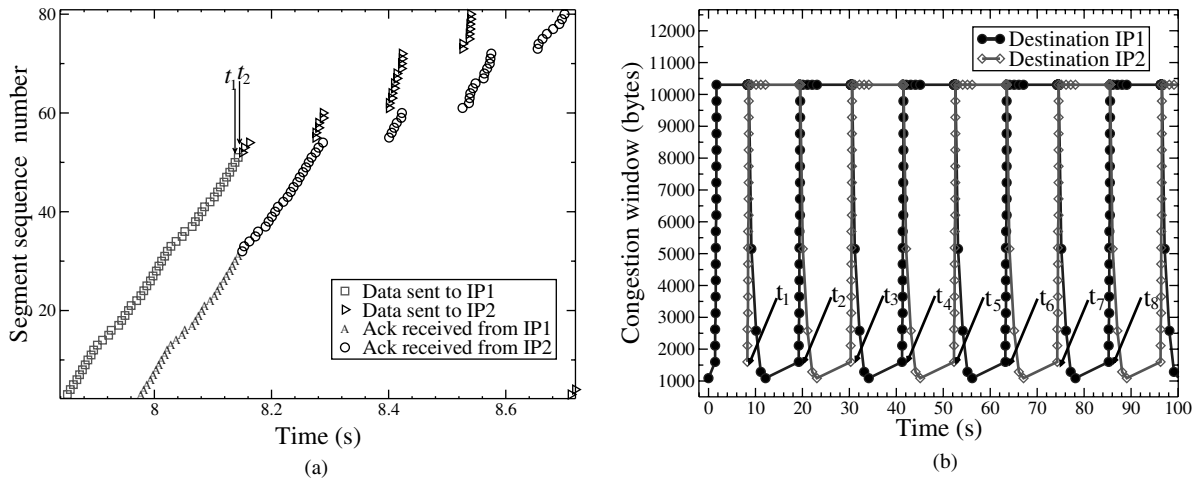 80
60
40
20
Segment sequence number
t1
t2
Data sent to IP1
Data sent to IP2
Ack received from IP1
Ack received from IP2
8
8.2
8.4
8.6
Time (s)
(a)
12000
11000
10000
9000
8000
7000
6000
5000
4000
3000
2000
1000
Congestion window (bytes)
Destination IP1
Destination IP2
t1
t2
t3
t4
t5
t6
t7
t8
0 10 20 30 40 50 60 70 80 90 100
Time (s)
(b)